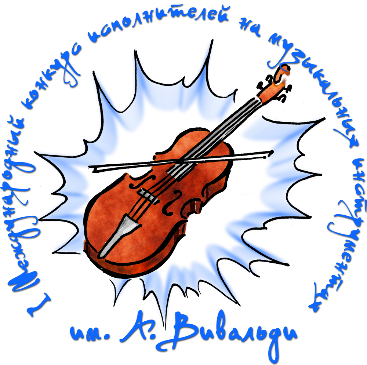 I Международный конкурс исполнителей на музыкальных инструментах
им. А. Вивальди